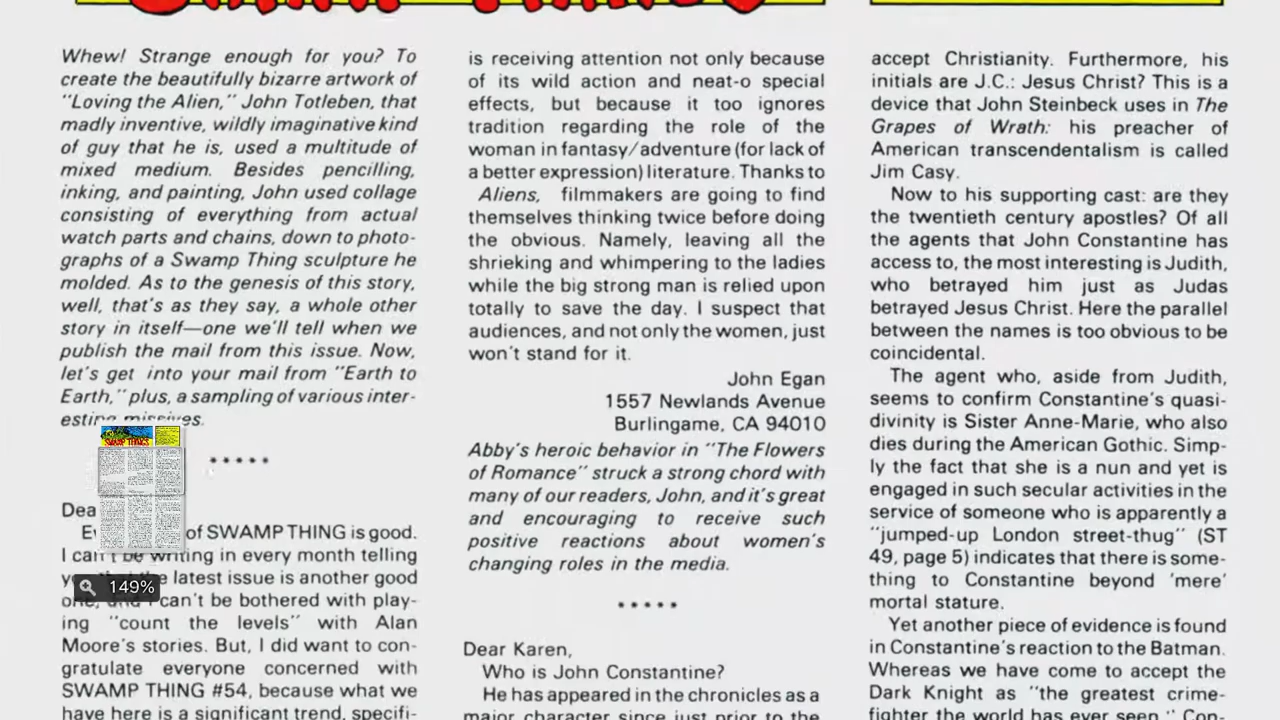 Whew! Strange enough for you? To
create the beautifully bizarre artwork of
"Loving the Alien," John Totleben, that
madly inventive, wildly imaginative kind
of guy that he is, used a multitude of
mixed medium. Besides pencilling,
inking, and painting, John used collage
consisting of everything from actual
watch parts and chains, down to photo-
graphs of a Swamp Thing sculpture he
molded. As to the genesis of this story,
well, that's as they say, a whole other
story in itself—one we'll tell when we
publish the mail from this issue. Now,
let's get into your mail from "Earth to
Earth," plus, a sampling of various inter-
esting missives.
SWAMP THINGS
*****
Dea
Ev of SWAMP THING is good.
I can't be writing in every month telling
the latest issue is another good
one, and I can't be bothered with play-
ing "count the levels" with Alan
Moore's stories. But, I did want to con-
gratulate everyone concerned with
SWAMP THING #54, because what we
have here is a significant trend, specifi-
149%
is receiving attention not only because
of its wild action and neat-o special
effects, but because it too ignores
tradition regarding the role of the
woman in fantasy/adventure (for lack of
a better expression) literature. Thanks to
Aliens, filmmakers are going to find
themselves thinking twice before doing
the obvious. Namely, leaving all the
shrieking and whimpering to the ladies
while the big strong man is relied upon
totally to save the day. I suspect that
audiences, and not only the women, just
won't stand for it.
John Egan
1557 Newlands Avenue
Burlingame, CA 94010
Abby's heroic behavior in "The Flowers
of Romance" struck a strong chord with
many of our readers, John, and it's great
and encouraging to receive such
positive reactions about women's
changing roles in the media.
*****
Dear Karen,
Who is John Constantine?
He has appeared in the chronicles as a
major character since just prior to the
accept Christianity. Furthermore, his
initials are J.C.: Jesus Christ? This is a
device that John Steinbeck uses in The
Grapes of Wrath: his preacher of
American transcendentalism is called
Jim Casy.
Now to his supporting cast: are they
the twentieth century apostles? Of all
the agents that John Constantine has
access to, the most interesting is Judith,
who betrayed him just as Judas
betrayed Jesus Christ. Here the parallel
between the names is too obvious to be
coincidental.
The agent who, aside from Judith,
seems to confirm Constantine's quasi-
divinity is Sister Anne-Marie, who also
dies during the American Gothic. Simp-
ly the fact that she is a nun and yet is
engaged in such secular activities in the
service of someone who is apparently a
"jumped-up London street-thug" (ST
49, page 5) indicates that there is some-
thing to Constantine beyond 'mere'
mortal stature.
Yet another piece of evidence is found
in Constantine's reaction to the Batman.
Whereas we have come to accept the
Dark Knight as "the greatest crime-
fighter the world has ever seen," Con-